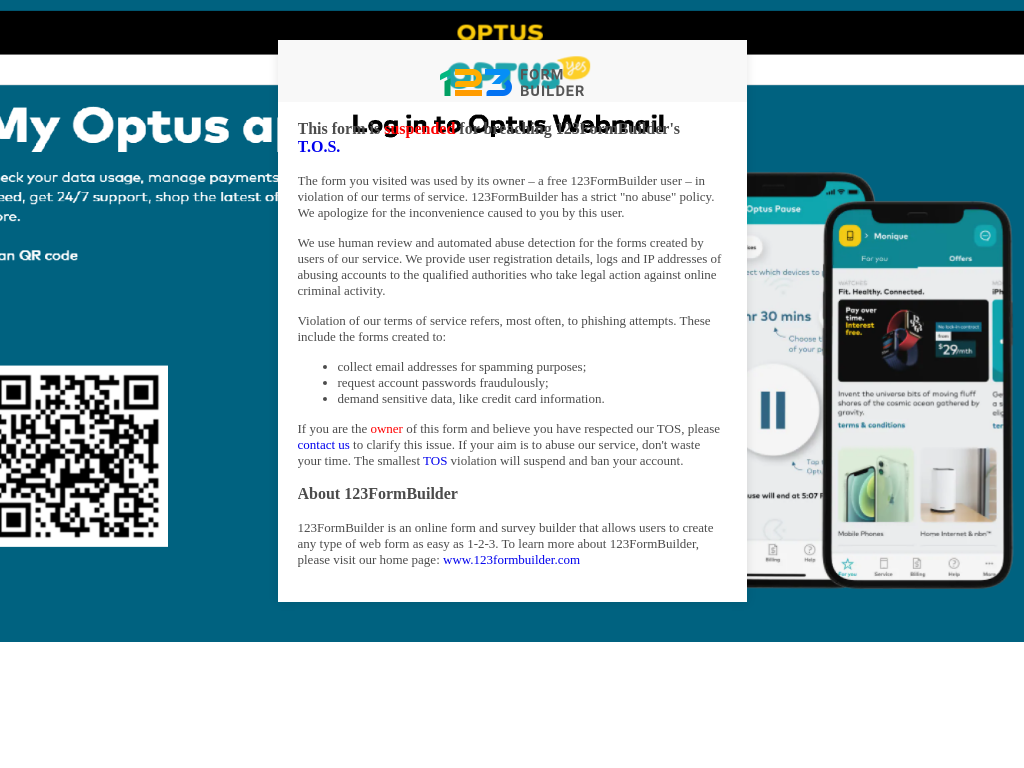 OPTUS
OPTUS yes
123 FORM BUILDER
Log in to Optus Webmail
This form is suspended for breaching 123FormBuilder's
T.O.S.
The form you visited was used by its owner – a free 123FormBuilder user – in
violation of our terms of service. 123FormBuilder has a strict "no abuse" policy.
We apologize for the inconvenience caused to you by this user.
We use human review and automated abuse detection for the forms created by
users of our service. We provide user registration details, logs and IP addresses of
abusing accounts to the qualified authorities who take legal action against online
criminal activity.
Violation of our terms of service refers, most often, to phishing attempts. These
include the forms created to:
• collect email addresses for spamming purposes;
• request account passwords fraudulously;
• demand sensitive data, like credit card information.
If you are the owner of this form and believe you have respected our TOS, please
contact us to clarify this issue. If your aim is to abuse our service, don't waste
your time. The smallest TOS violation will suspend and ban your account.
About 123FormBuilder
123FormBuilder is an online form and survey builder that allows users to create
any type of web form as easy as 1-2-3. To learn more about 123FormBuilder,
please visit our home page: www.123formbuilder.com
My Optus ap
eck your data usage, manage payments
eed, get 24/7 support, shop the latest of
ore.
an QR code
Optus Pause
ect which devices to
hr 30 mins
Choose
of your p
Tap
of
use will end at 5:07 P
Billing
Help
Monique
For you
Offers
WATCHES
Fit. Healthy. Connected.
iPh
Pay over
time.
Interest
free.
No lock-in contract
from
$29/mth
Invent the universe bits of moving fluff
shores of the cosmic ocean gathered by
gravity.
terms & conditions
Mobile Phones
Home Internet & nbn™
For you
Service
Billing
Help
More